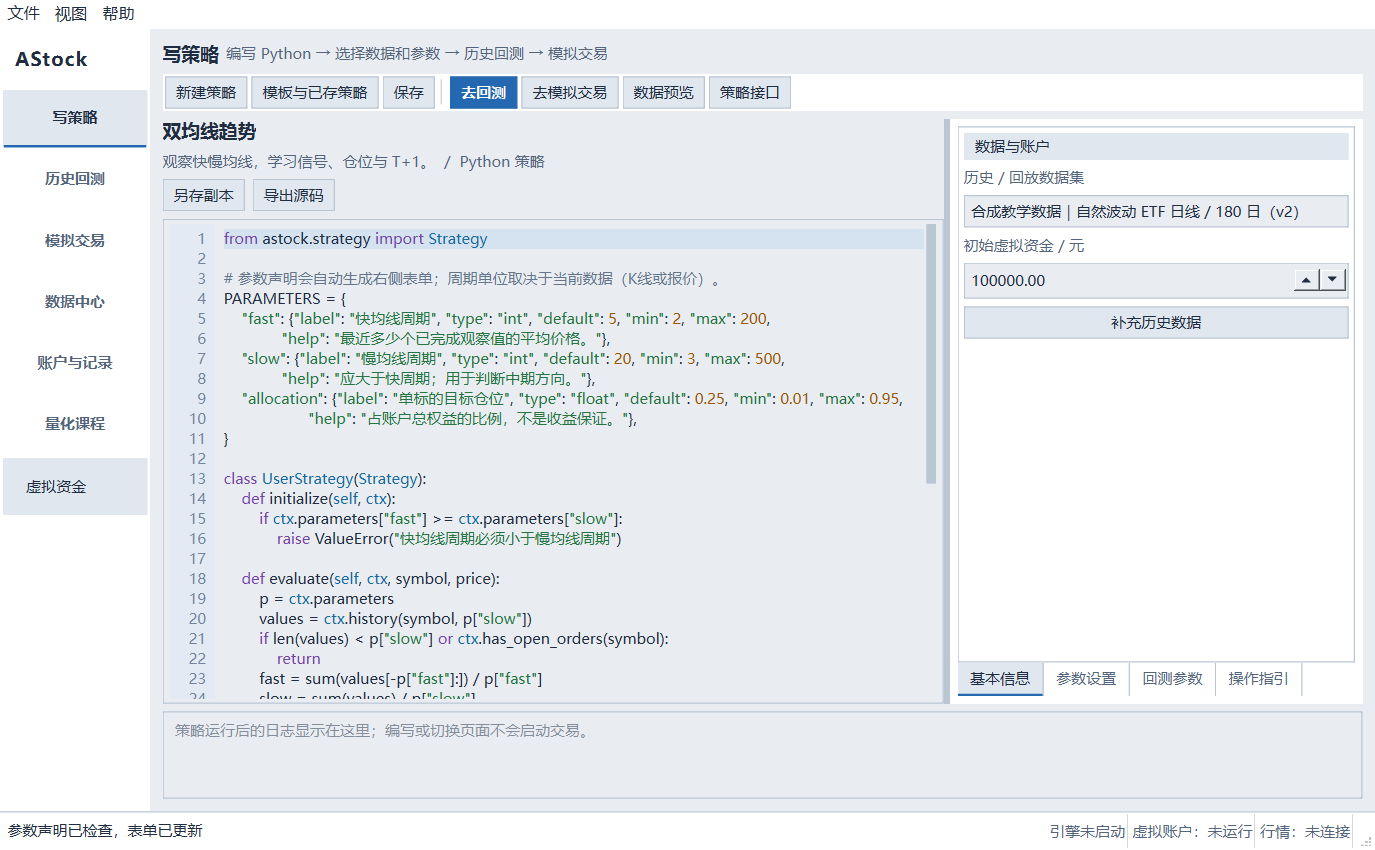 文件 视图 帮助
AStock
写策略
历史回测
模拟交易
数据中心
账户与记录
量化课程
虚拟资金
写策略 编写 Python → 选择数据和参数 → 历史回测 → 模拟交易
新建策略 模板与已存策略 保存 去回测 去模拟交易 数据预览 策略接口
双均线趋势
观察快慢均线，学习信号、仓位与 T+1。 / Python 策略
另存副本 导出源码
1 from astock.strategy import Strategy
2
3 # 参数声明会自动生成右侧表单；周期单位取决于当前数据（K线或报价）。
4 PARAMETERS = {
5     "fast": {"label": "快均线周期", "type": "int", "default": 5, "min": 2, "max": 200,
6              "help": "最近多少个已完成观察值的平均价格。"},
7     "slow": {"label": "慢均线周期", "type": "int", "default": 20, "min": 3, "max": 500,
8              "help": "应大于快周期；用于判断中期方向。"},
9     "allocation": {"label": "单标的目标仓位", "type": "float", "default": 0.25, "min": 0.01, "max": 0.95,
10                    "help": "占账户总权益的比例，不是收益保证。"},
11 }
12
13 class UserStrategy(Strategy):
14     def initialize(self, ctx):
15         if ctx.parameters["fast"] >= ctx.parameters["slow"]:
16             raise ValueError("快均线周期必须小于慢均线周期")
17
18     def evaluate(self, ctx, symbol, price):
19         p = ctx.parameters
20         values = ctx.history(symbol, p["slow"])
21         if len(values) < p["slow"] or ctx.has_open_orders(symbol):
22             return
23         fast = sum(values[-p["fast"]:]) / p["fast"]
24         slow = sum(values) / p["slow"]
数据与账户
历史 / 回放数据集
合成教学数据 | 自然波动 ETF 日线 / 180 日（v2）
初始虚拟资金 / 元
100000.00
补充历史数据
基本信息 参数设置 回测参数 操作指引
策略运行后的日志显示在这里；编写或切换页面不会启动交易。
参数声明已检查，表单已更新
引擎未启动 虚拟账户：未运行 行情：未连接